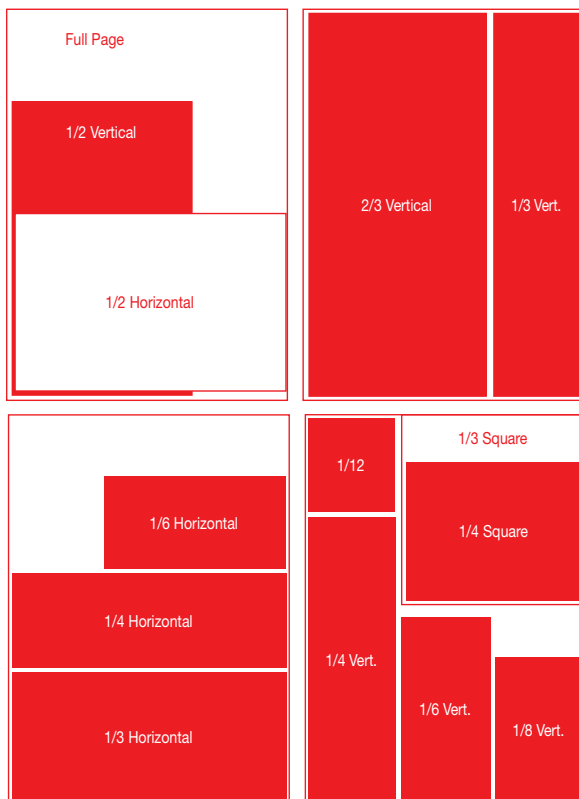 Full Page
1/2 Vertical
1/2 Horizontal
2/3 Vertical
1/3 Vert.
1/6 Horizontal
1/4 Horizontal
1/3 Horizontal
1/12
1/3 Square
1/4 Square
1/4 Vert.
1/6 Vert.
1/8 Vert.